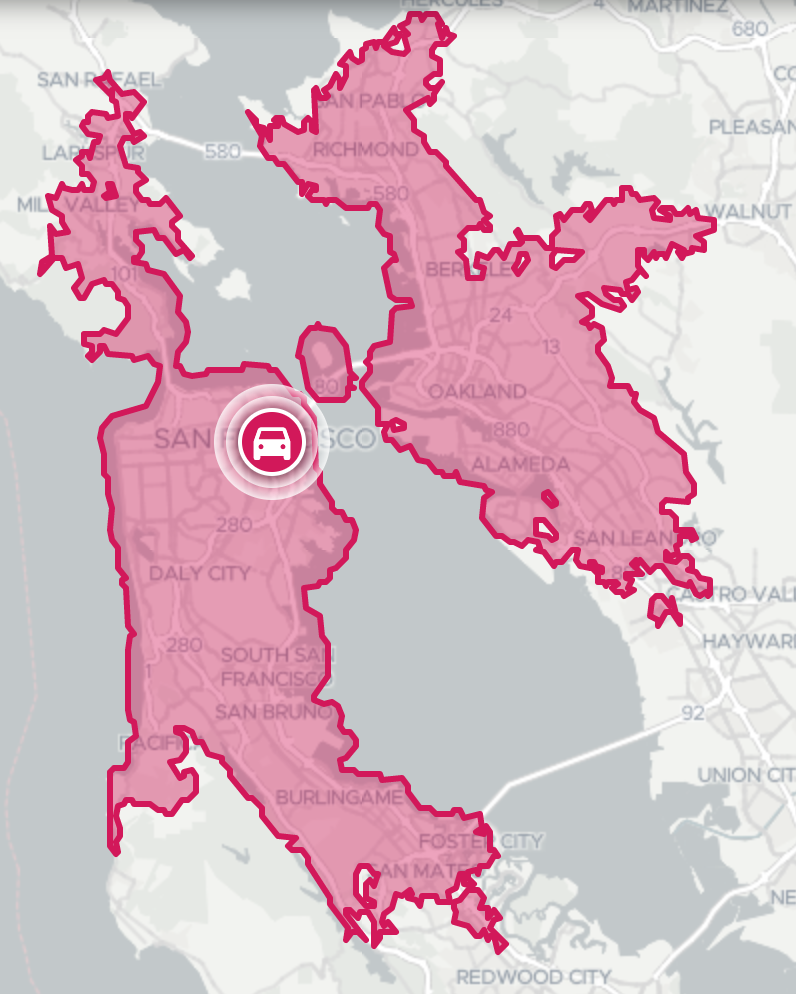 HERCULES
4
MARTINEZ
680
SAN RAFAEL
SAN PABLO
PLEASAN
LARKSPUR
580
RICHMOND
580
MILL VALLEY
WALNUT
101
BERKELEY
24
13
80
OAKLAND
880
SAN FRANCISCO
ALAMEDA
280
SAN LEANDRO
DALY CITY
CASTRO VALL
HAYWAR
280
1
SOUTH SAN
FRANCISCO
SAN BRUNO
92
PACIFICA
UNION CIT
BURLINGAME
FOSTER CITY
SAN MATEO
NE
REDWOOD CITY